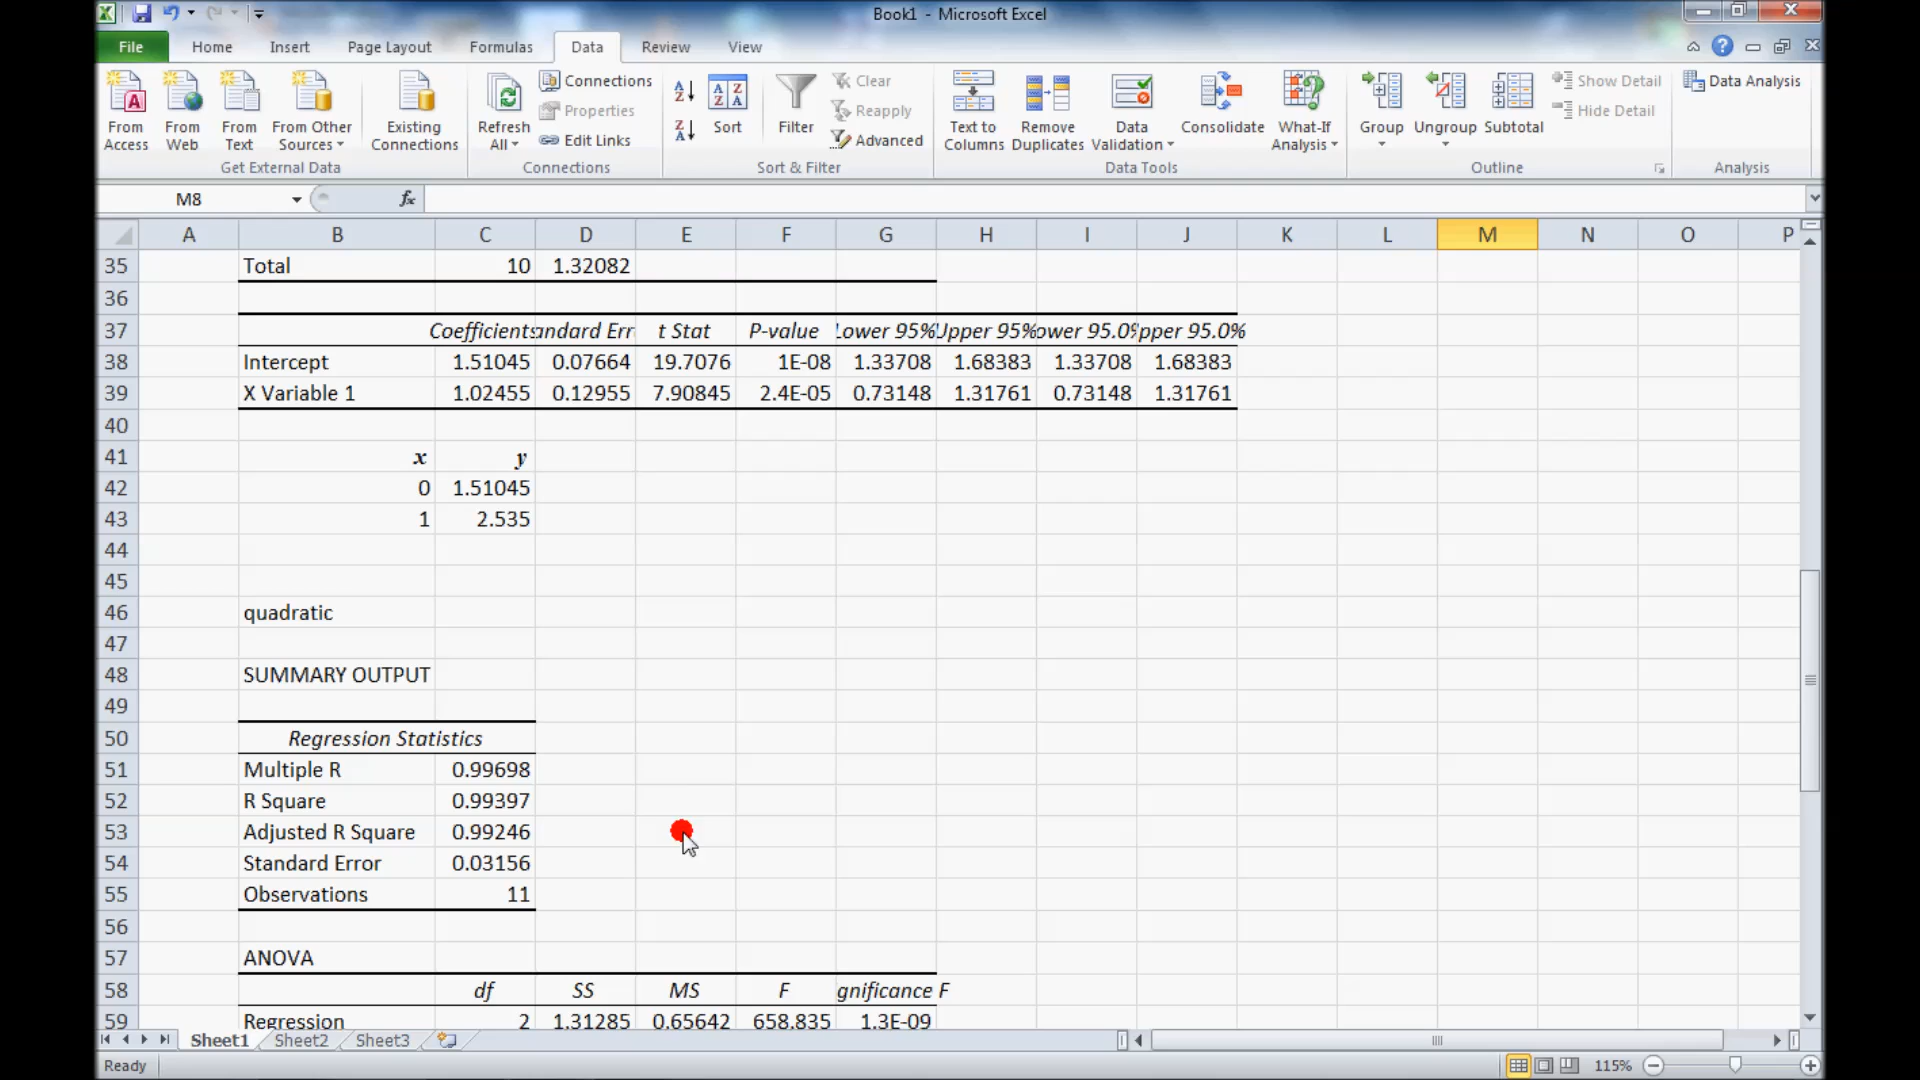 Book1 - Microsoft Excel
File Home Insert Page Layout Formulas Data Review View
From Access
From Web
From Text
From Other Sources
Existing Connections
Get External Data
Refresh All
Connections
Properties
Edit Links
Connections
Sort
Filter
Clear
Reapply
Advanced
Sort & Filter
Text to Columns
Remove Duplicates
Data Validation
Consolidate
What-If Analysis
Data Tools
Group
Ungroup
Subtotal
Show Detail
Hide Detail
Outline
Data Analysis
Analysis
M8 fx
A B C D E F G H I J K L M N O P
35 Total 10 1.32082
36
37 Coefficients andard Err t Stat P-value Lower 95% Upper 95% ower 95.0% pper 95.0%
38 Intercept 1.51045 0.07664 19.7076 1E-08 1.33708 1.68383 1.33708 1.68383
39 X Variable 1 1.02455 0.12955 7.90845 2.4E-05 0.73148 1.31761 0.73148 1.31761
40
41 x y
42 0 1.51045
43 1 2.535
44
45
46 quadratic
47
48 SUMMARY OUTPUT
49
50 Regression Statistics
51 Multiple R 0.99698
52 R Square 0.99397
53 Adjusted R Square 0.99246
54 Standard Error 0.03156
55 Observations 11
56
57 ANOVA
58 df SS MS F gnificance F
59 Regression 2 1.31285 0.65642 658.835 1.3E-09
Sheet1 Sheet2 Sheet3
Ready 115%